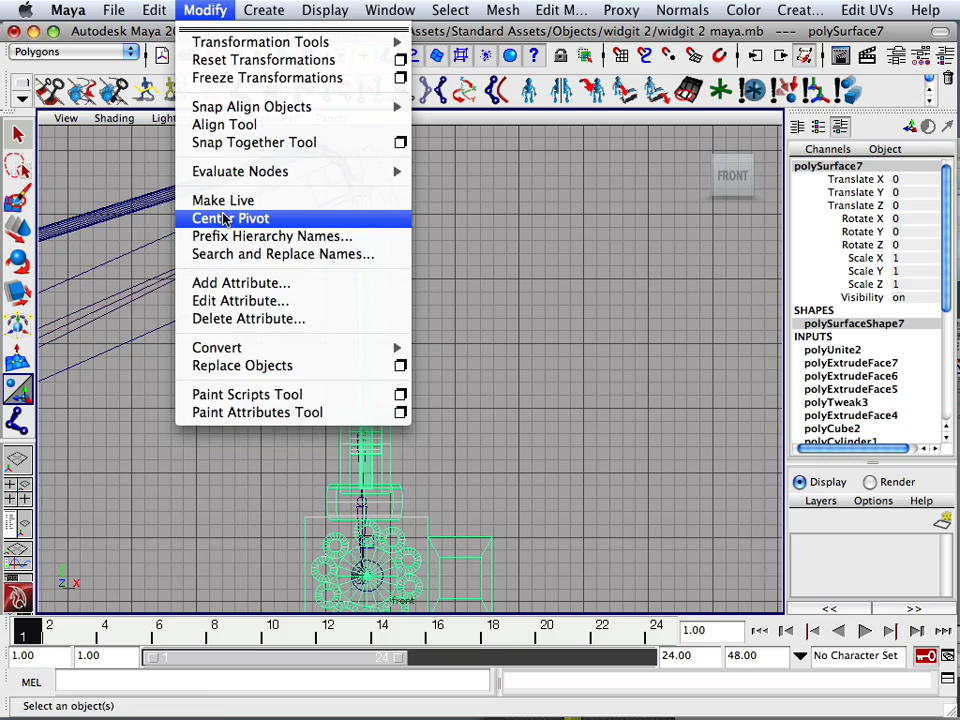 Maya File Edit Modify Create Display Window Select Mesh Edit M... Proxy Normals Color Creat... Edit UVs Help
Autodesk Maya 20
Assets/Standard Assets/Objects/widgit 2/widgit 2 maya.mb --- polySurface7
Polygons
Transformation Tools
Reset Transformations
Freeze Transformations
Snap Align Objects
Align Tool
Snap Together Tool
Evaluate Nodes
Make Live
Center Pivot
Prefix Hierarchy Names...
Search and Replace Names...
Add Attribute...
Edit Attribute...
Delete Attribute...
Convert
Replace Objects
Paint Scripts Tool
Paint Attributes Tool
View Shading Light
FRONT
front
y
z x
Channels Object
polySurface7
Translate X 0
Translate Y 0
Translate Z 0
Rotate X 0
Rotate Y 0
Rotate Z 0
Scale X 1
Scale Y 1
Scale Z 1
Visibility on
SHAPES
polySurfaceShape7
INPUTS
polyUnite2
polyExtrudeFace7
polyExtrudeFace6
polyExtrudeFace5
polyTweak3
polyExtrudeFace4
polyCube2
polyCylinder1
Display Render
Layers Options Help
<< >>
1 2 4 6 8 10 12 14 16 18 20 22 24 1.00
1.00 1.00 1 24 24.00 48.00 No Character Set
MEL
Select an object(s)